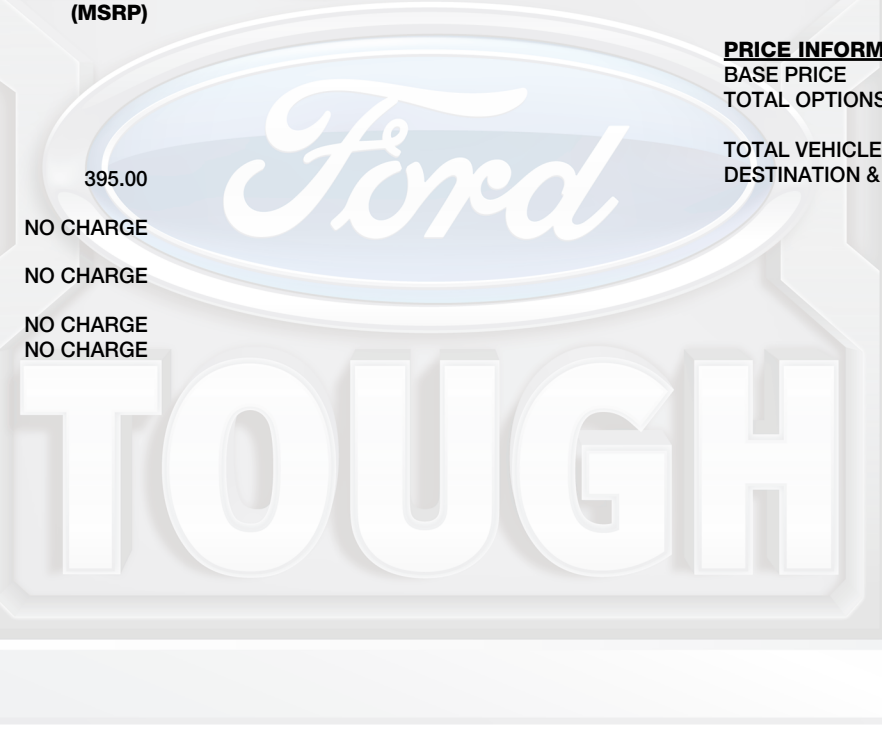 (MSRP)
395.00
NO CHARGE
NO CHARGE
NO CHARGE
NO CHARGE
PRICE INFORM
BASE PRICE
TOTAL OPTIONS
TOTAL VEHICLE
DESTINATION &
Ford
TOUGH